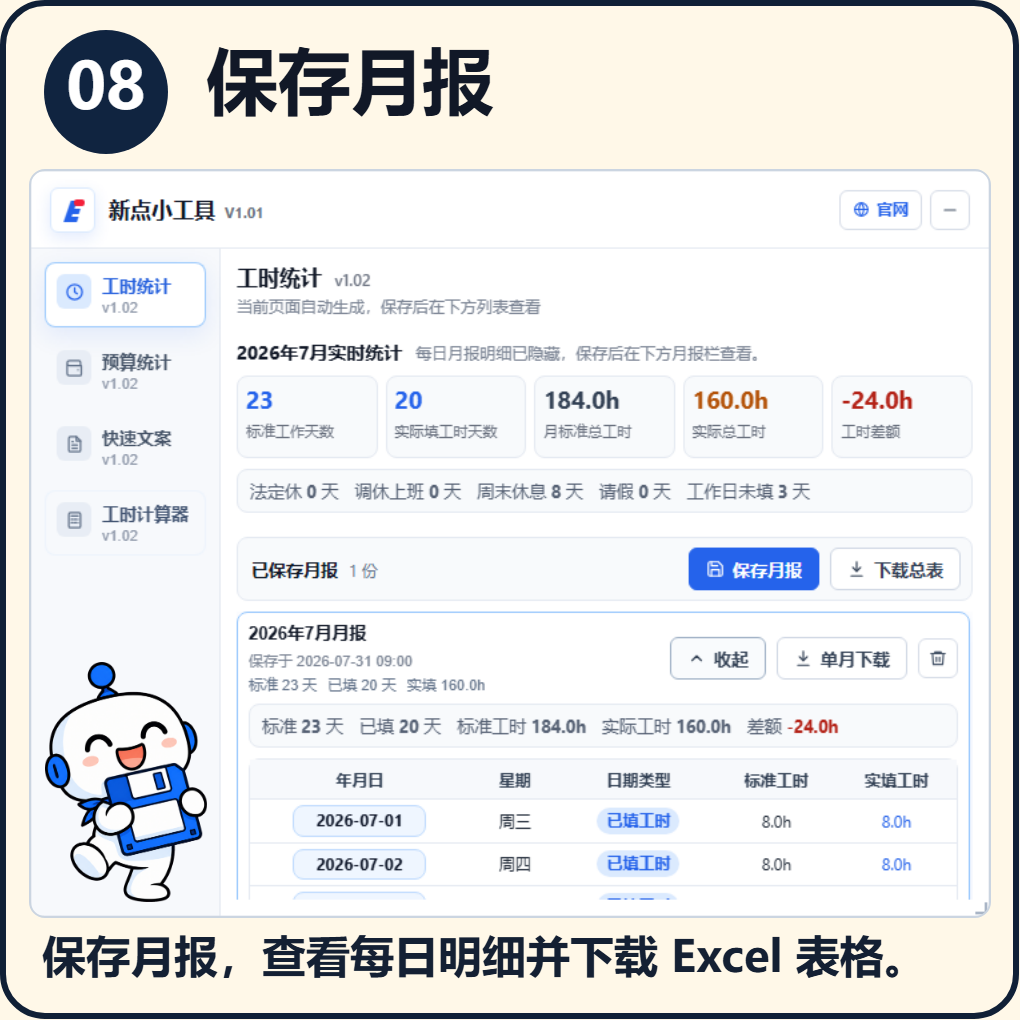 08 保存月报
新点小工具 V1.01
官网
工时统计
v1.02
预算统计
v1.02
快速文案
v1.02
工时计算器
v1.02
工时统计 v1.02
当前页面自动生成，保存后在下方列表查看
2026年7月实时统计 每日月报明细已隐藏，保存后在下方月报栏查看。
23
标准工作天数
20
实际填工时天数
184.0h
月标准总工时
160.0h
实际总工时
-24.0h
工时差额
法定休 0 天 调休上班 0 天 周末休息 8 天 请假 0 天 工作日未填 3 天
已保存月报 1 份
保存月报
下载总表
2026年7月月报
保存于 2026-07-31 09:00
标准 23 天 已填 20 天 实填 160.0h
收起
单月下载
标准 23 天 已填 20 天 标准工时 184.0h 实际工时 160.0h 差额 -24.0h
年月日 星期 日期类型 标准工时 实填工时
2026-07-01 周三 已填工时 8.0h 8.0h
2026-07-02 周四 已填工时 8.0h 8.0h
保存月报，查看每日明细并下载 Excel 表格。